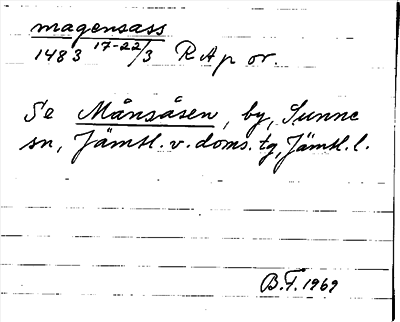 magensass
1483 17-22/3 RAp or.
Se Månsåsen, by, Sunne
sn, Jämtl. v. doms. tg, Jämtl. l.
B.F. 1969